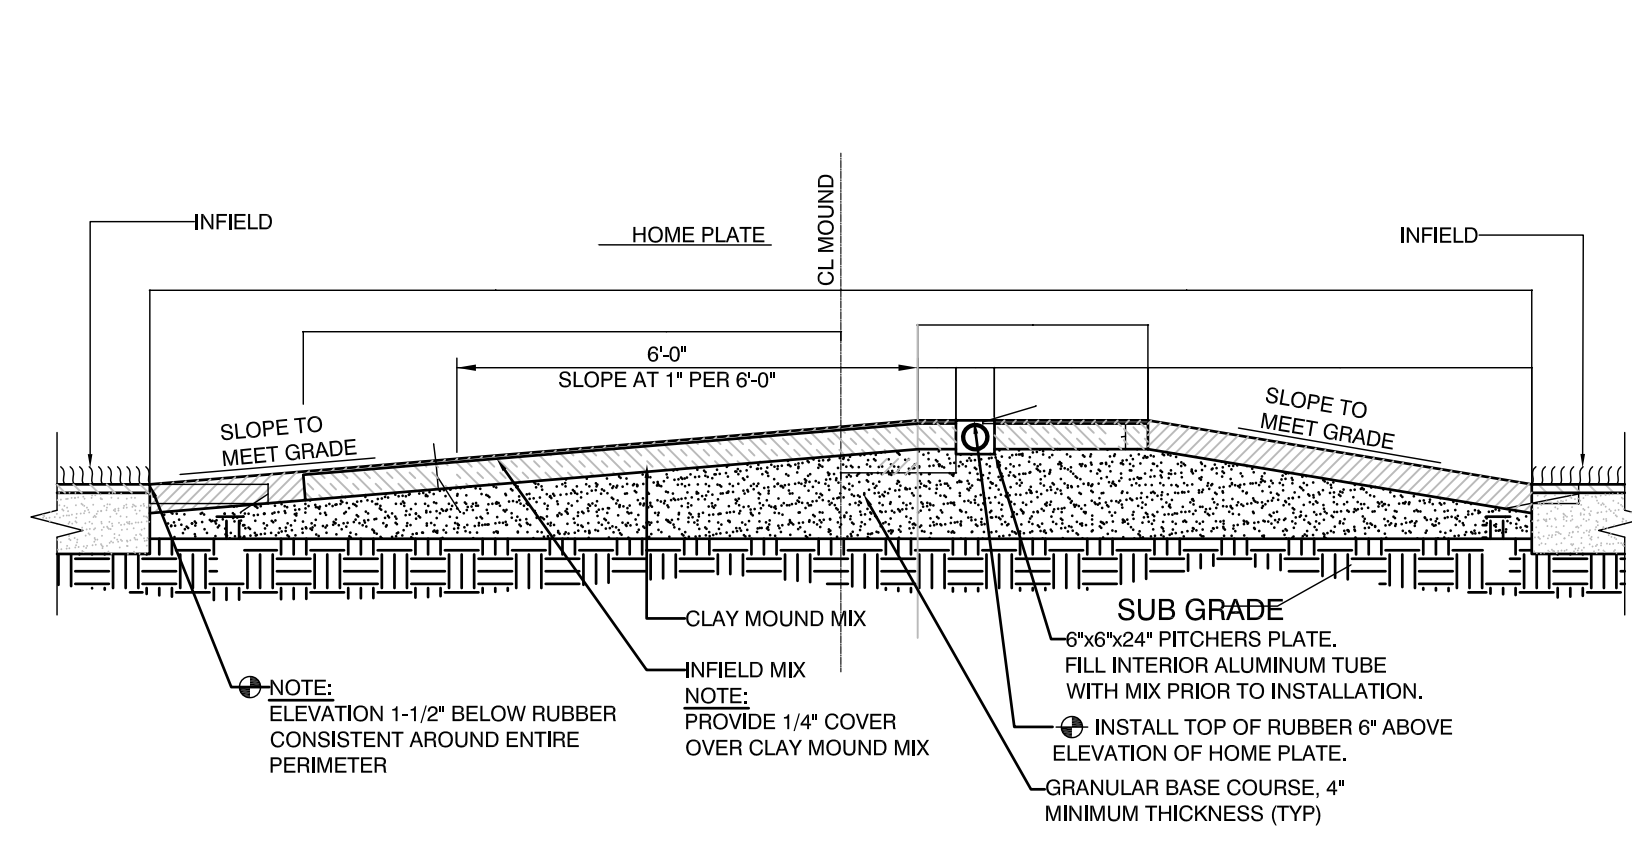 INFIELD
HOME PLATE
CL MOUND
INFIELD
6'-0"
SLOPE AT 1" PER 6'-0"
SLOPE TO
MEET GRADE
SLOPE TO
MEET GRADE
SUB GRADE
CLAY MOUND MIX
6"x6"x24" PITCHERS PLATE.
FILL INTERIOR ALUMINUM TUBE
WITH MIX PRIOR TO INSTALLATION.
INFIELD MIX
NOTE:
PROVIDE 1/4" COVER
OVER CLAY MOUND MIX
NOTE:
ELEVATION 1-1/2" BELOW RUBBER
CONSISTENT AROUND ENTIRE
PERIMETER
INSTALL TOP OF RUBBER 6" ABOVE
ELEVATION OF HOME PLATE.
GRANULAR BASE COURSE, 4"
MINIMUM THICKNESS (TYP)